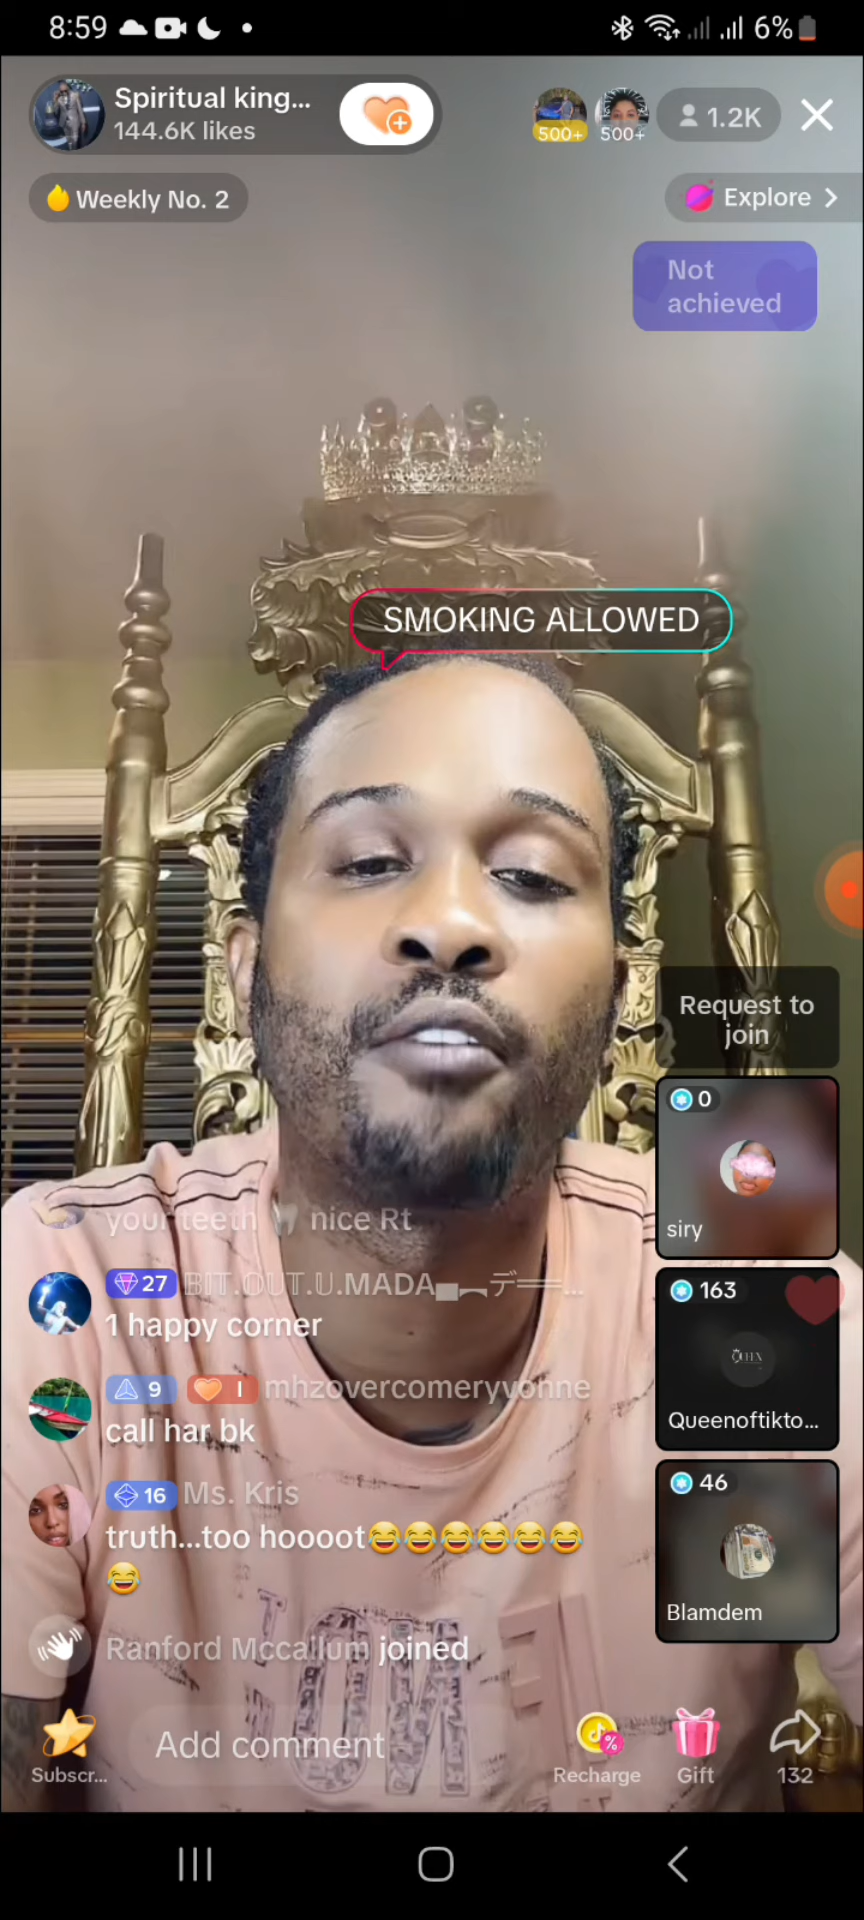 8:59
6%
Spiritual king...
144.6K likes
500+
500+
1.2K
Weekly No. 2
Explore
Not
achieved
SMOKING ALLOWED
Request to
join
0
siry
163
QUEEN
Queenoftikto...
46
Blamdem
your teeth 🦷 nice Rt
27 𝔹𝕀𝕋.𝕆𝕌𝕋.𝕌.MADA▄︻デ══...
1 happy corner
9 I mhzovercomeryvonne
call har bk
16 Ms. Kris
truth...too hoooot😂😂😂😂😂😂
😂
Ranford Mccallum joined
Subscr...
Add comment
Recharge
Gift
132